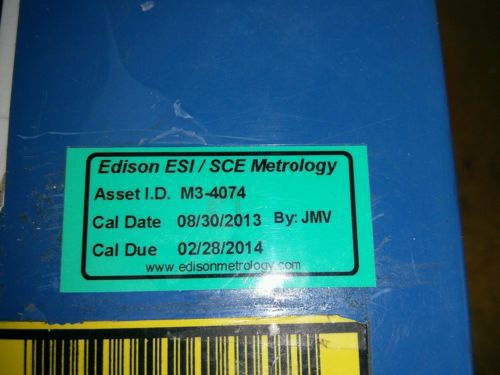 Edison ESI / SCE Metrology
Asset I.D. M3-4074
Cal Date 08/30/2013 By: JMV
Cal Due 02/28/2014
www.edisonmetrology.com